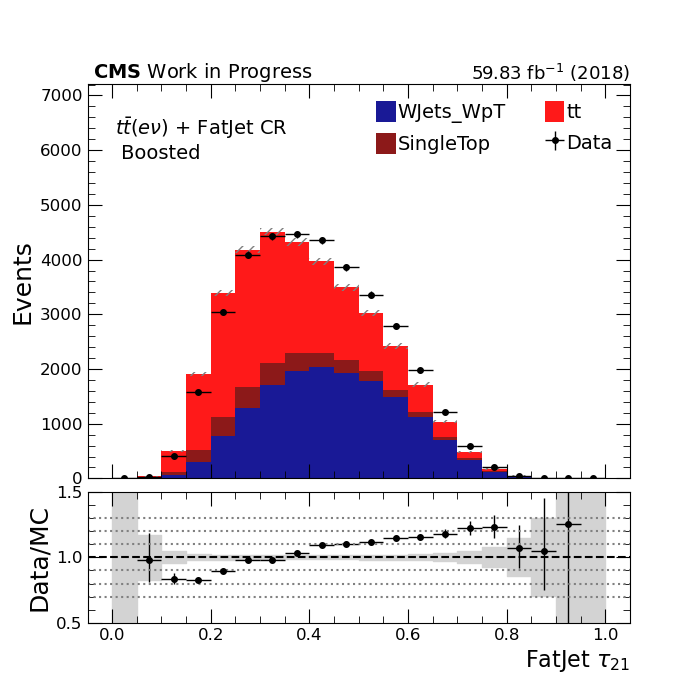 CMS Work in Progress 59.83 fb⁻¹ (2018)
tt̄(eν) + FatJet CR
Boosted
WJets_WpT tt
SingleTop Data
Events
7000
6000
5000
4000
3000
2000
1000
0
Data/MC
1.5
1.0
0.5
0.0 0.2 0.4 0.6 0.8 1.0
FatJet τ₂₁